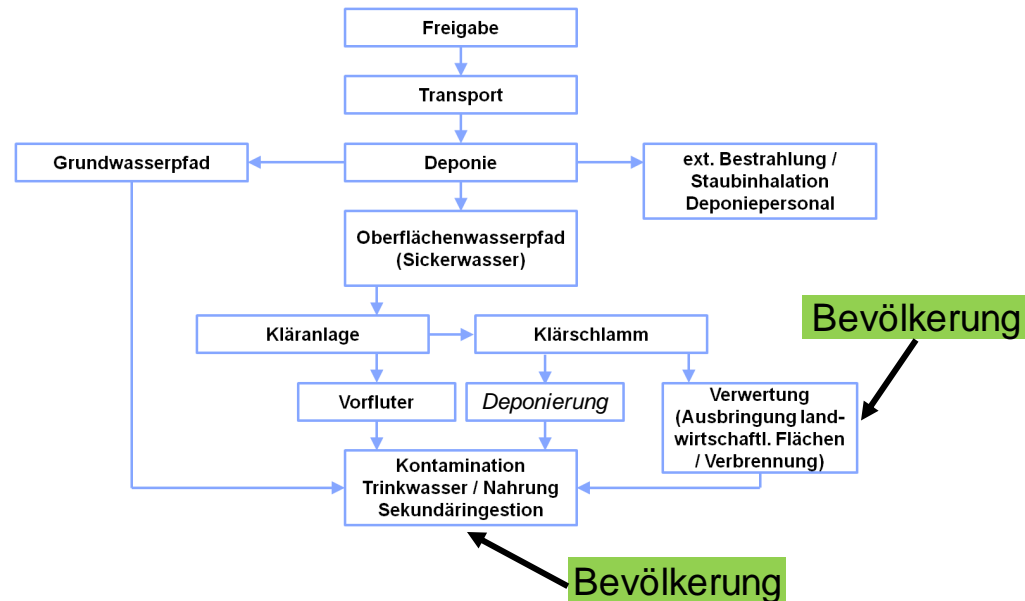 Freigabe
Transport
Grundwasserpfad
Deponie
ext. Bestrahlung /
Staubinhalation
Deponiepersonal
Oberflächenwasserpfad
(Sickerwasser)
Bevölkerung
Kläranlage
Klärschlamm
Vorfluter
Deponierung
Verwertung
(Ausbringung land-
wirtschaftl. Flächen
/ Verbrennung)
Kontamination
Trinkwasser / Nahrung
Sekundäringestion
Bevölkerung